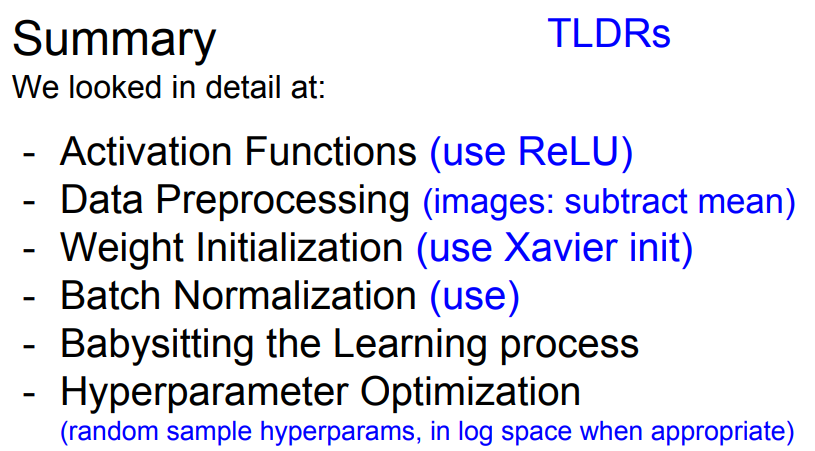 Summary
TLDRs
We looked in detail at:
- Activation Functions (use ReLU)
- Data Preprocessing (images: subtract mean)
- Weight Initialization (use Xavier init)
- Batch Normalization (use)
- Babysitting the Learning process
- Hyperparameter Optimization
(random sample hyperparams, in log space when appropriate)